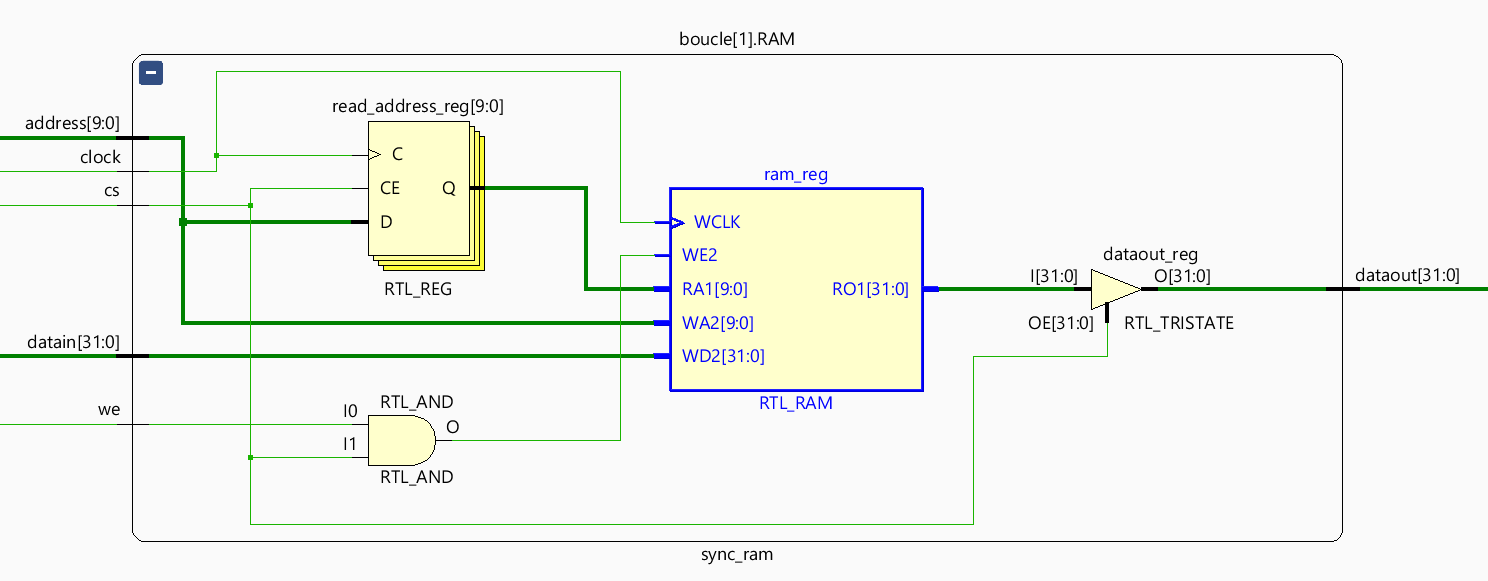 boucle[1].RAM
read_address_reg[9:0]
address[9:0]
clock
C
cs
CE
Q
D
RTL_REG
ram_reg
WCLK
WE2
RA1[9:0]
RO1[31:0]
WA2[9:0]
WD2[31:0]
RTL_RAM
dataout_reg
I[31:0]
O[31:0]
dataout[31:0]
OE[31:0]
RTL_TRISTATE
datain[31:0]
we
RTL_AND
I0
O
I1
RTL_AND
sync_ram